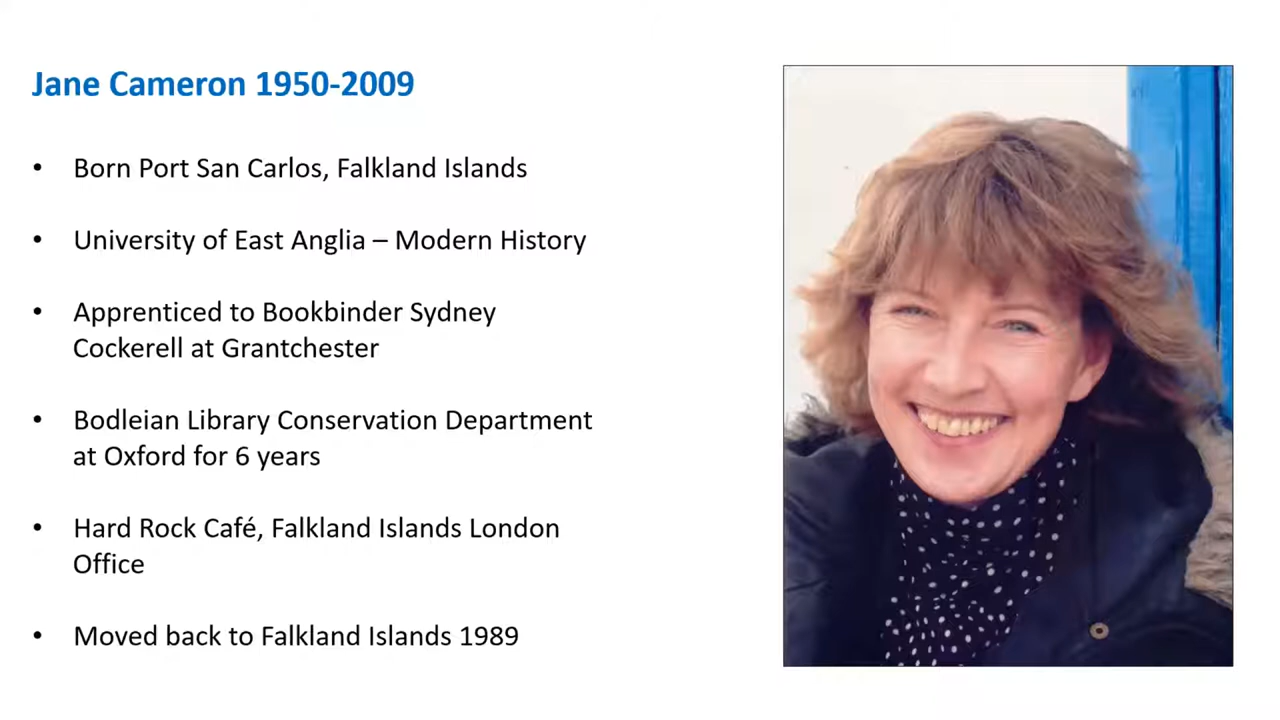 Jane Cameron 1950-2009
• Born Port San Carlos, Falkland Islands
• University of East Anglia – Modern History
• Apprenticed to Bookbinder Sydney
Cockerell at Grantchester
• Bodleian Library Conservation Department
at Oxford for 6 years
• Hard Rock Café, Falkland Islands London
Office
• Moved back to Falkland Islands 1989